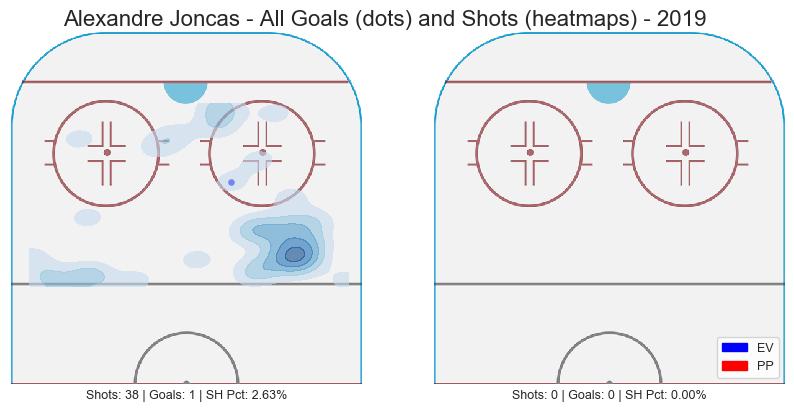 Alexandre Joncas - All Goals (dots) and Shots (heatmaps) - 2019
EV
PP
Shots: 38 | Goals: 1 | SH Pct: 2.63%
Shots: 0 | Goals: 0 | SH Pct: 0.00%